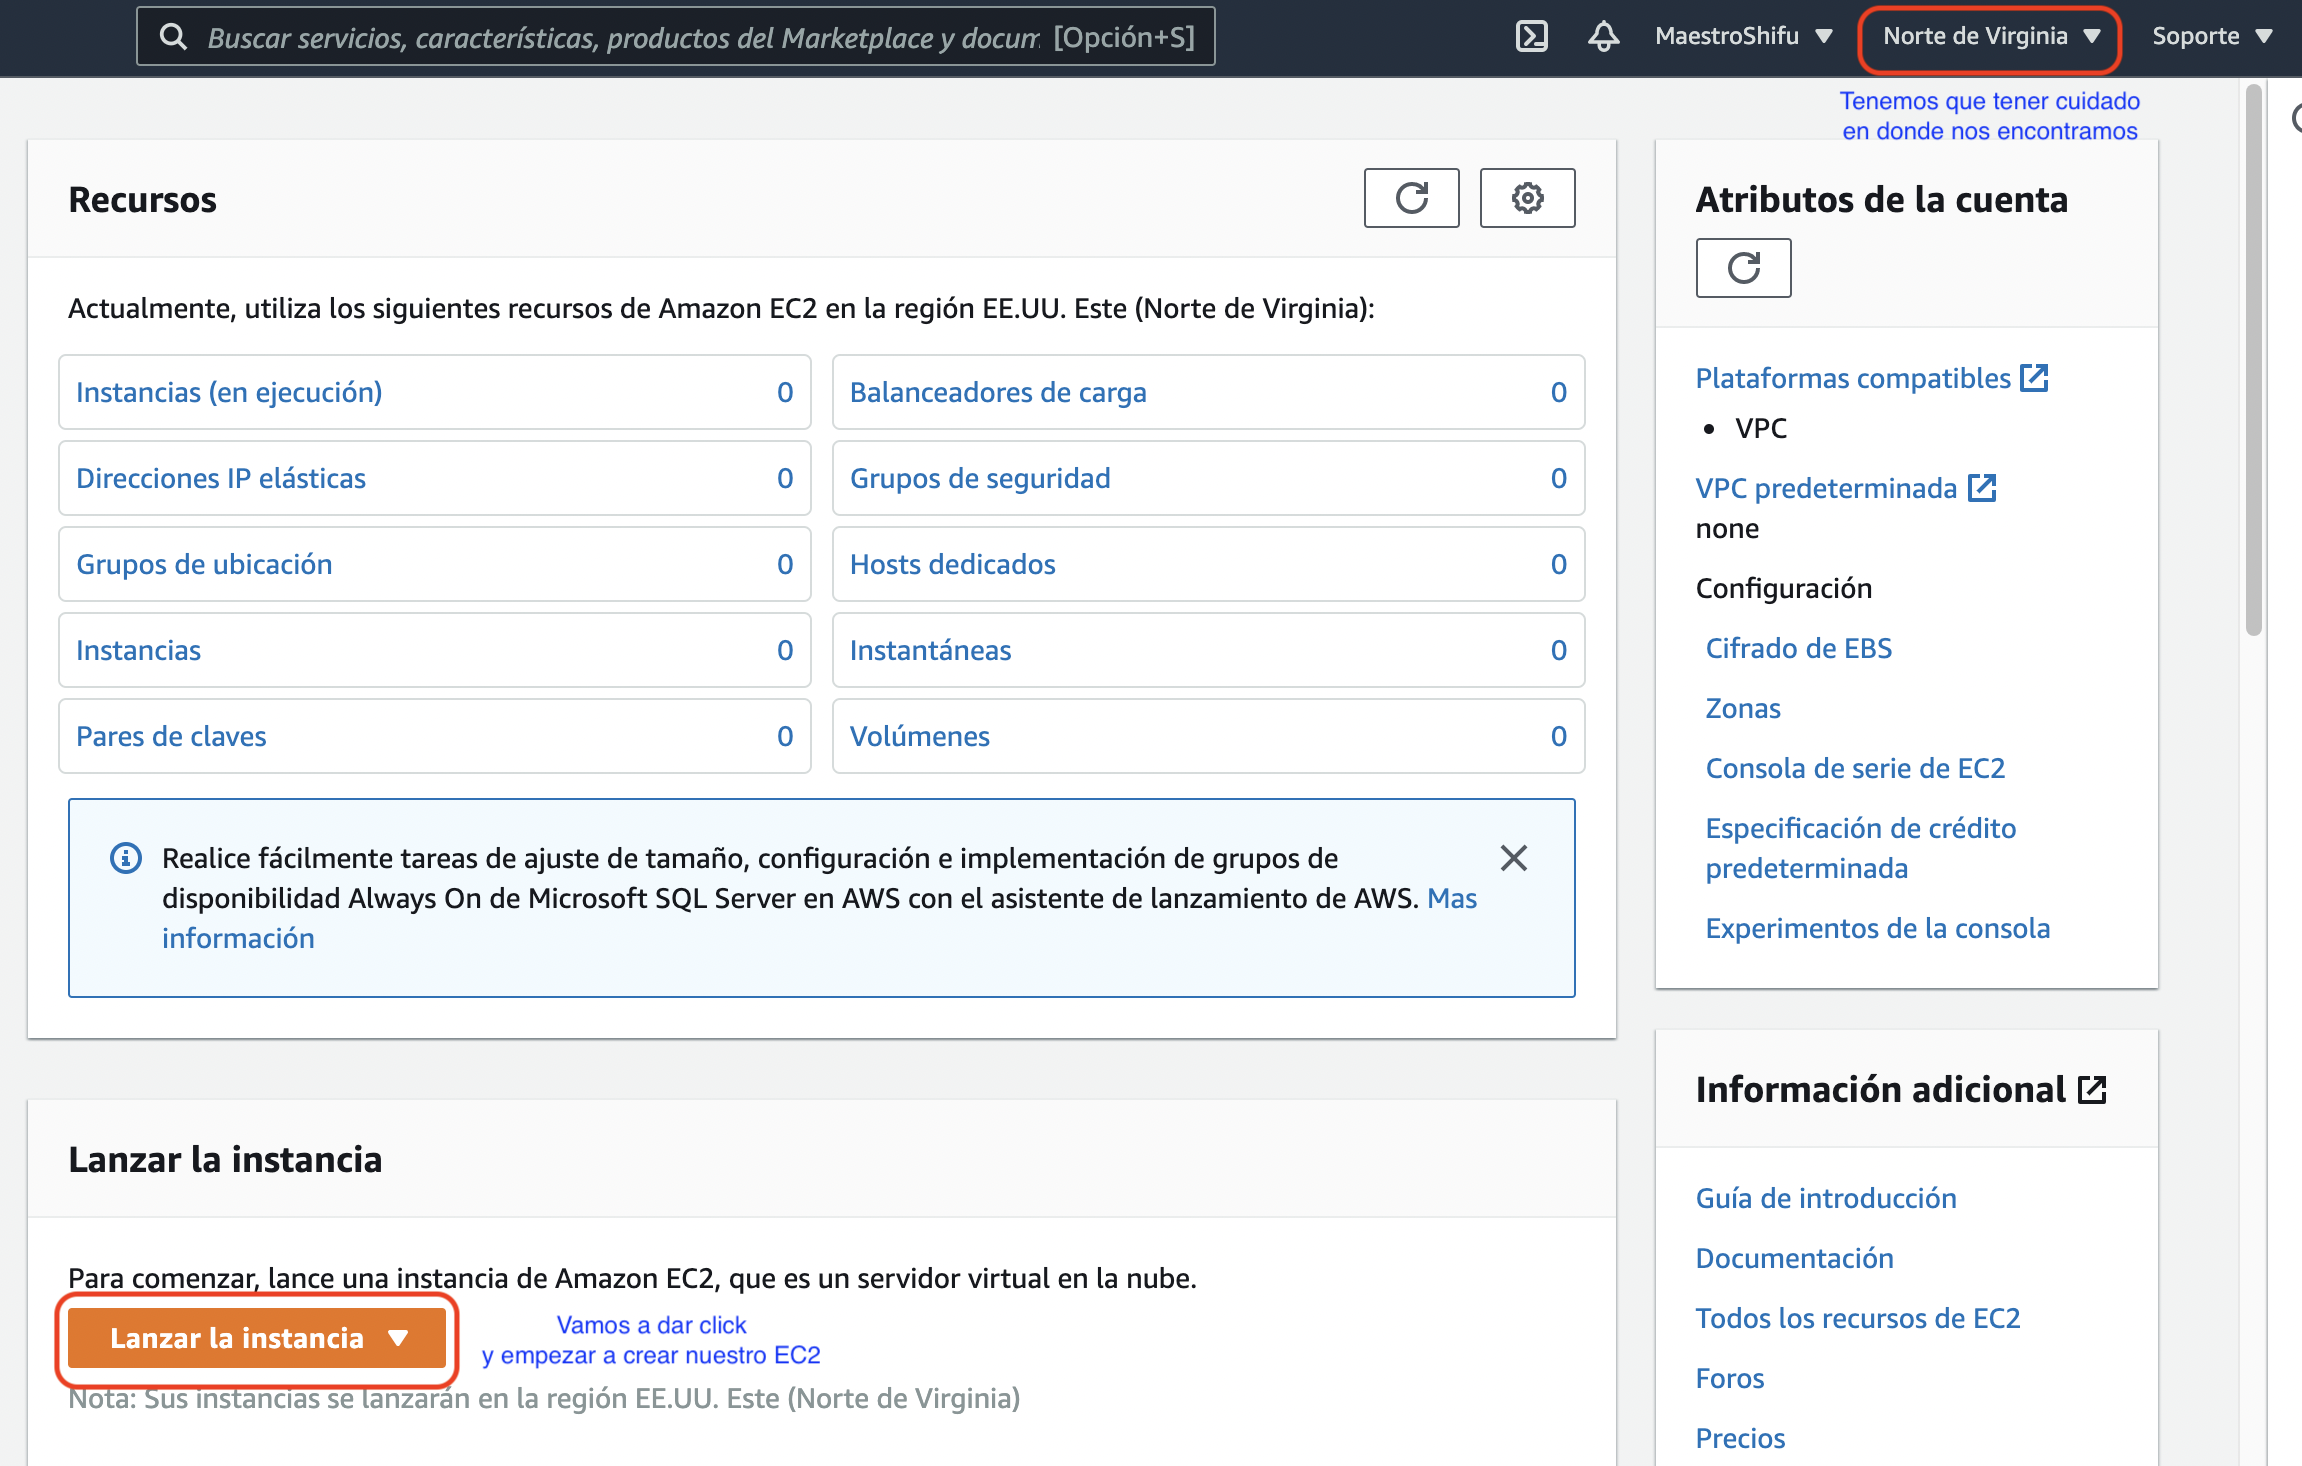 Buscar servicios, características, productos del Marketplace y docum [Opción+S]
MaestroShifu
Norte de Virginia
Soporte
Tenemos que tener cuidado
en donde nos encontramos
Recursos
Actualmente, utiliza los siguientes recursos de Amazon EC2 en la región EE.UU. Este (Norte de Virginia):
Instancias (en ejecución) 0
Balanceadores de carga 0
Direcciones IP elásticas 0
Grupos de seguridad 0
Grupos de ubicación 0
Hosts dedicados 0
Instancias 0
Instantáneas 0
Pares de claves 0
Volúmenes 0
Realice fácilmente tareas de ajuste de tamaño, configuración e implementación de grupos de
disponibilidad Always On de Microsoft SQL Server en AWS con el asistente de lanzamiento de AWS. Mas
información
Lanzar la instancia
Para comenzar, lance una instancia de Amazon EC2, que es un servidor virtual en la nube.
Lanzar la instancia
Vamos a dar click
y empezar a crear nuestro EC2
Nota: Sus instancias se lanzarán en la región EE.UU. Este (Norte de Virginia)
Atributos de la cuenta
Plataformas compatibles
• VPC
VPC predeterminada
none
Configuración
Cifrado de EBS
Zonas
Consola de serie de EC2
Especificación de crédito
predeterminada
Experimentos de la consola
Información adicional
Guía de introducción
Documentación
Todos los recursos de EC2
Foros
Precios